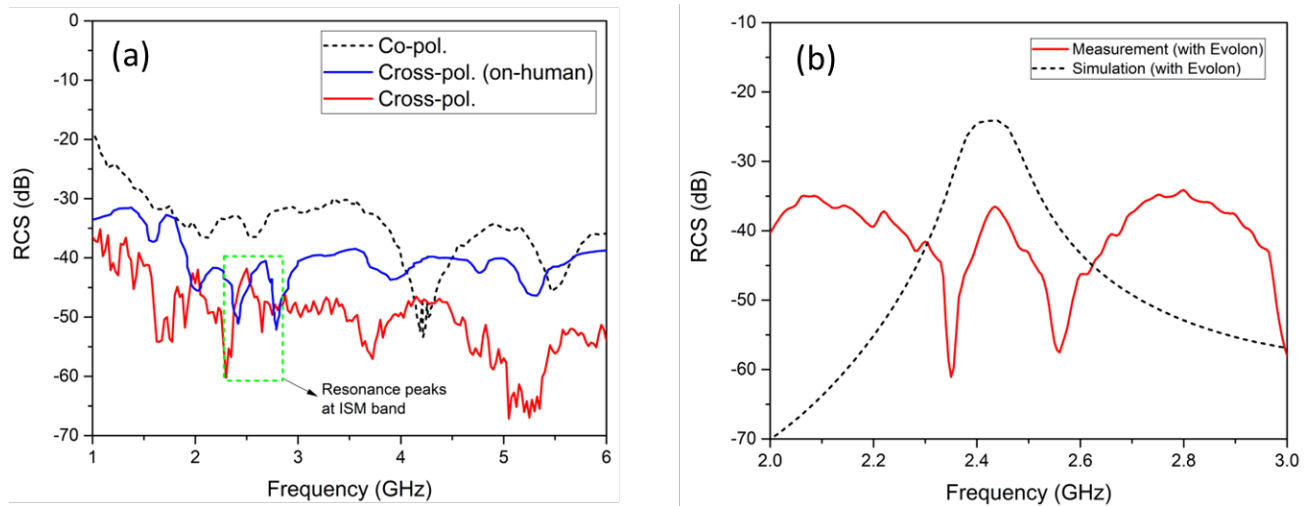 (a)
Co-pol.
Cross-pol. (on-human)
Cross-pol.
0
-10
-20
-30
-40
-50
-60
-70
RCS (dB)
Resonance peaks
at ISM band
1 2 3 4 5 6
Frequency (GHz)
(b)
Measurement (with Evolon)
Simulation (with Evolon)
-10
-20
-30
-40
-50
-60
-70
RCS (dB)
2.0 2.2 2.4 2.6 2.8 3.0
Frequency (GHz)